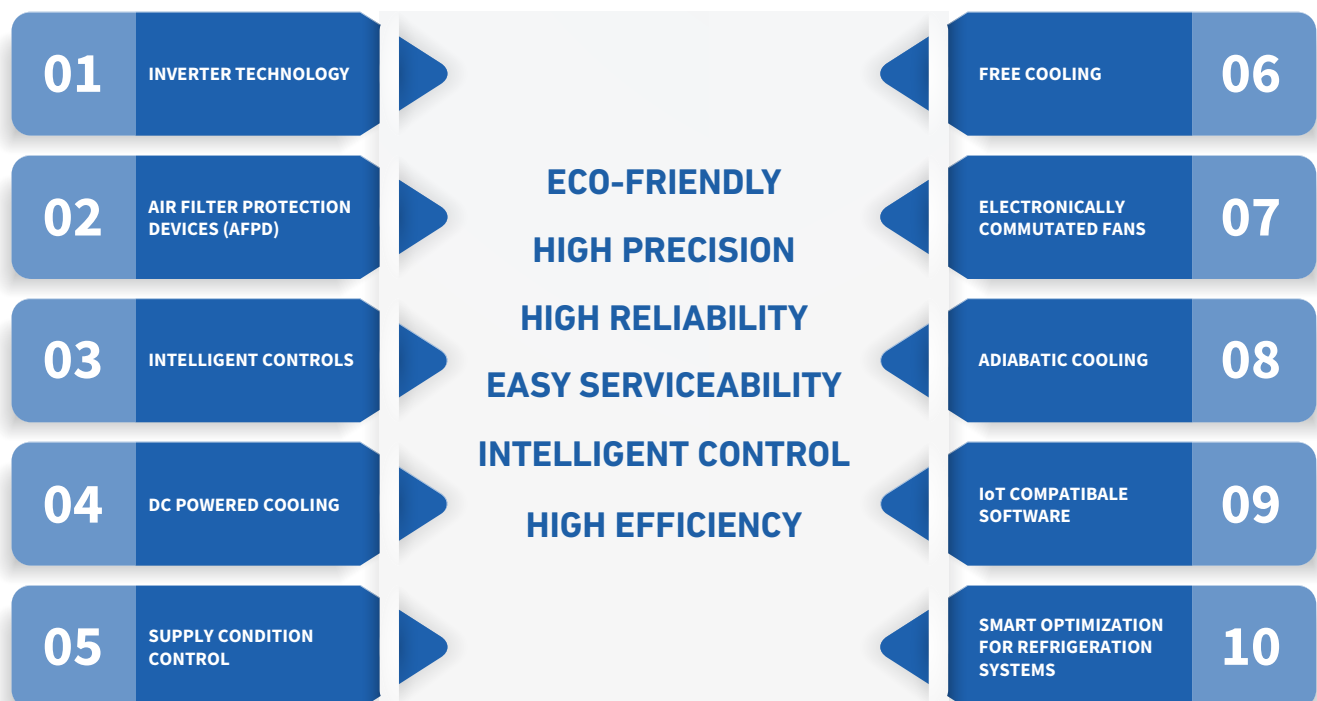 01
INVERTER TECHNOLOGY
02
AIR FILTER PROTECTION
DEVICES (AFPD)
03
INTELLIGENT CONTROLS
04
DC POWERED COOLING
05
SUPPLY CONDITION
CONTROL
ECO-FRIENDLY
HIGH PRECISION
HIGH RELIABILITY
EASY SERVICEABILITY
INTELLIGENT CONTROL
HIGH EFFICIENCY
FREE COOLING
06
ELECTRONICALLY
COMMUTATED FANS
07
ADIABATIC COOLING
08
IoT COMPATIBALE
SOFTWARE
09
SMART OPTIMIZATION
FOR REFRIGERATION
SYSTEMS
10